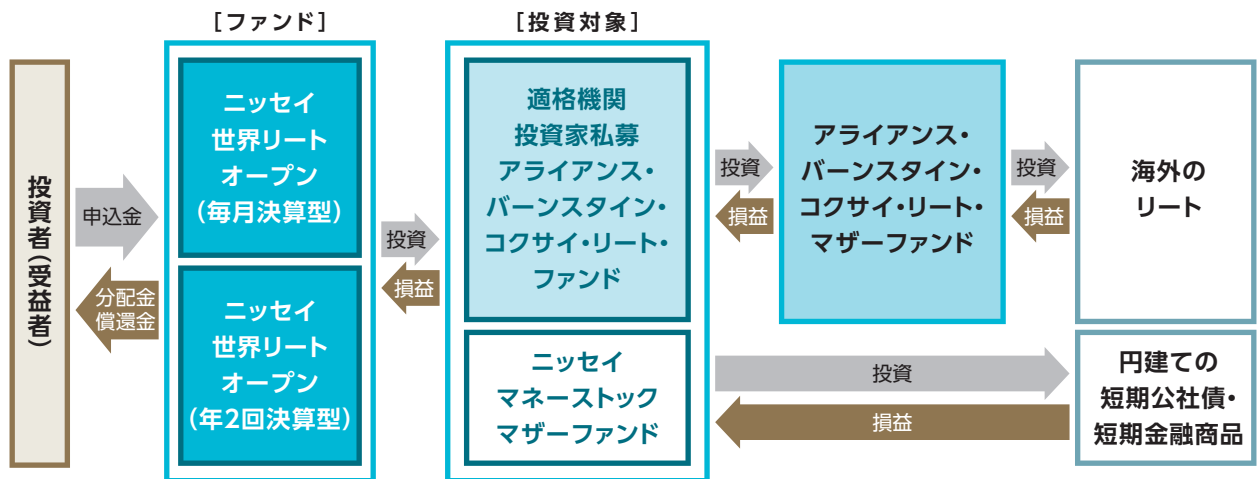 ［ファンド］
［投資対象］
投資者（受益者）
申込金
分配金
償還金
ニッセイ
世界リート
オープン
（毎月決算型）
ニッセイ
世界リート
オープン
（年2回決算型）
投資
損益
適格機関
投資家私募
アライアンス・
バーンスタイン・
コクサイ・リート・
ファンド
ニッセイ
マネーストック
マザーファンド
投資
損益
アライアンス・
バーンスタイン・
コクサイ・リート・
マザーファンド
投資
損益
海外の
リート
投資
損益
円建ての
短期公社債・
短期金融商品